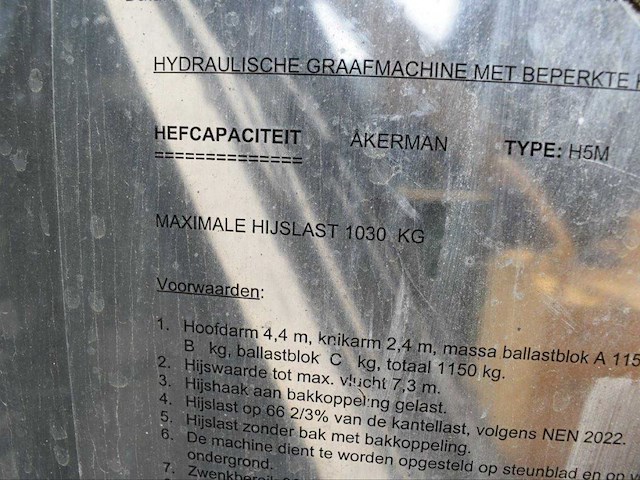 HYDRAULISCHE GRAAFMACHINE MET BEPERKTE
HEFCAPACITEIT AKERMAN TYPE: H5M
==============
MAXIMALE HIJSLAST 1030 KG
Voorwaarden:
1. Hoofdarm 4,4 m, knikarm 2,4 m, massa ballastblok A 115
B kg, ballastblok C kg, totaal 1150 kg.
2. Hijswaarde tot max. vlucht 7,3 m.
3. Hijshaak aan bakkoppeling gelast.
4. Hijslast op 66 2/3% van de kantellast, volgens NEN 2022.
5. Hijslast zonder bak met bakkoppeling.
6. De machine dient te worden opgesteld op steunblad en op
ondergrond.
7.